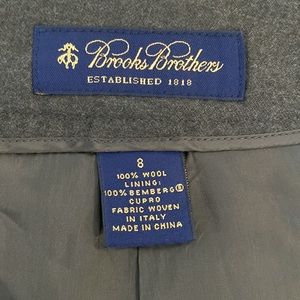 Brooks Brothers
ESTABLISHED 1818
8
100% WOOL
LINING:
100% BEMBERG®
CUPRO
FABRIC WOVEN
IN ITALY
MADE IN CHINA